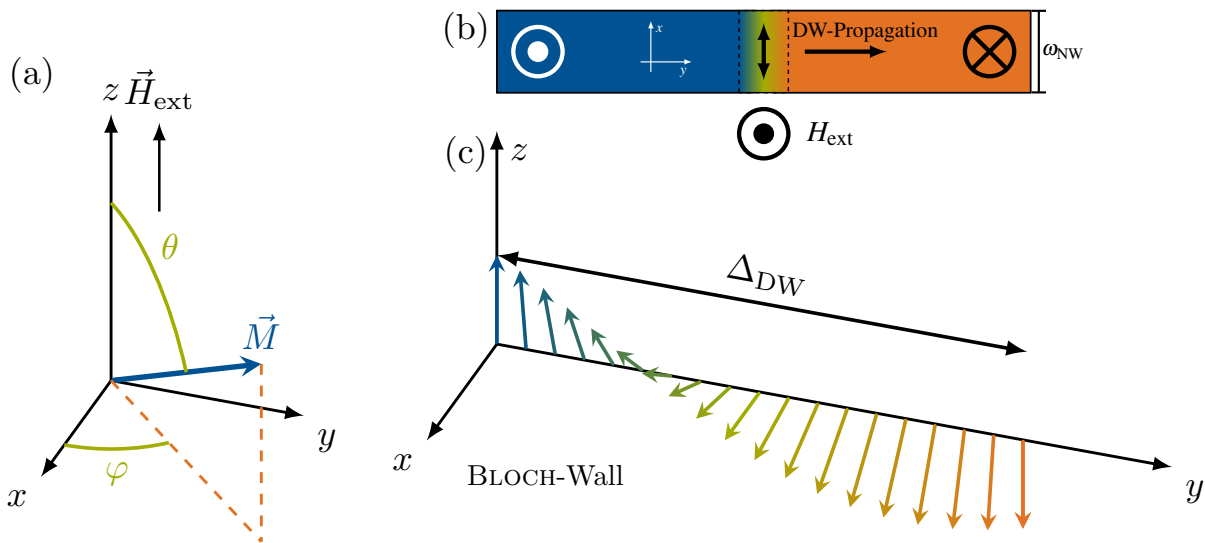 (a)
z
H⃗ext
θ
M⃗
y
φ
x
(b)
x
y
DW-Propagation
ωNW
Hext
(c)
z
ΔDW
x
BLOCH-Wall
y